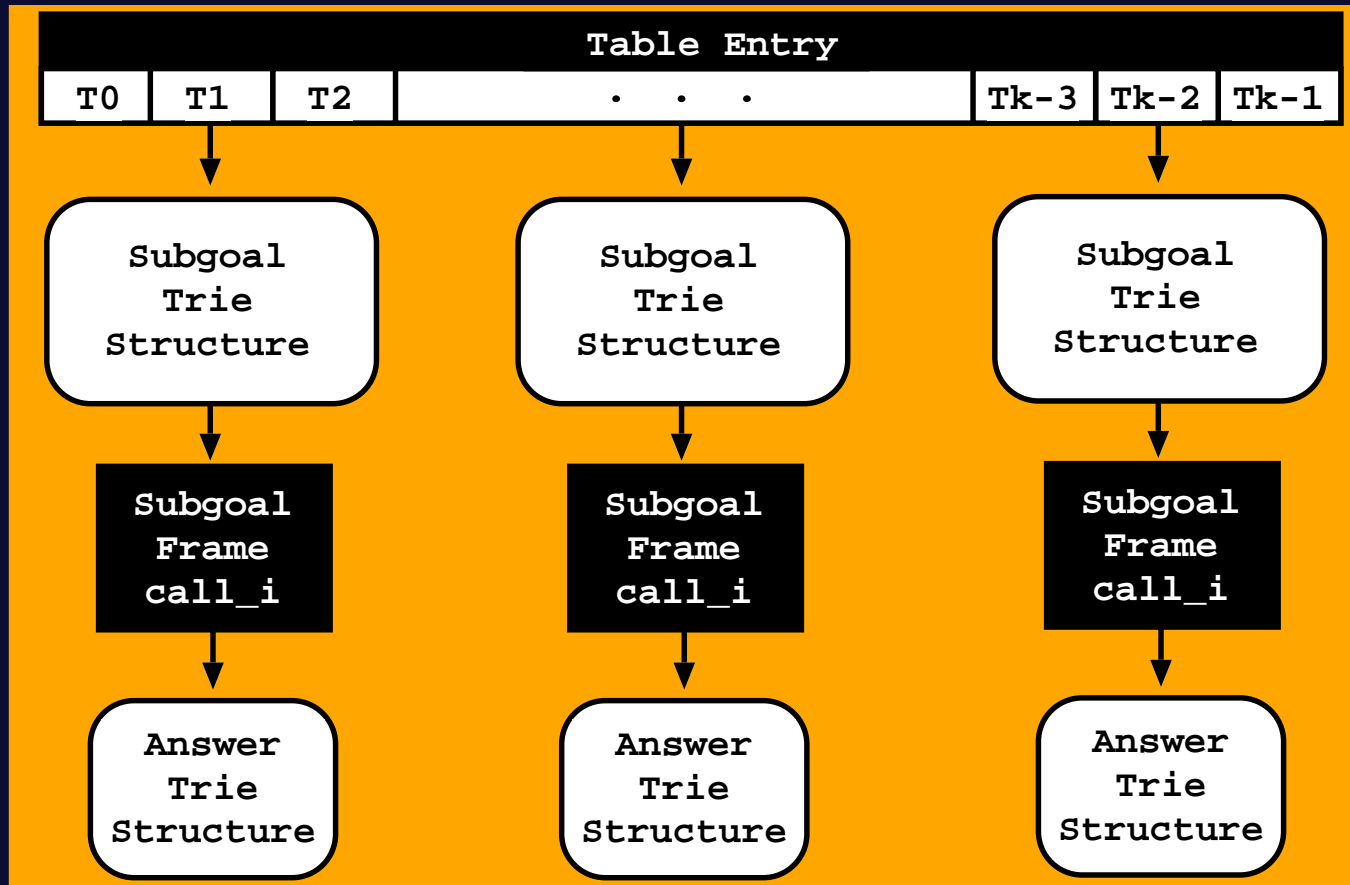 Table Entry
T0 T1 T2 . . . Tk-3 Tk-2 Tk-1
Subgoal
Trie
Structure
Subgoal
Trie
Structure
Subgoal
Trie
Structure
Subgoal
Frame
call_i
Subgoal
Frame
call_i
Subgoal
Frame
call_i
Answer
Trie
Structure
Answer
Trie
Structure
Answer
Trie
Structure